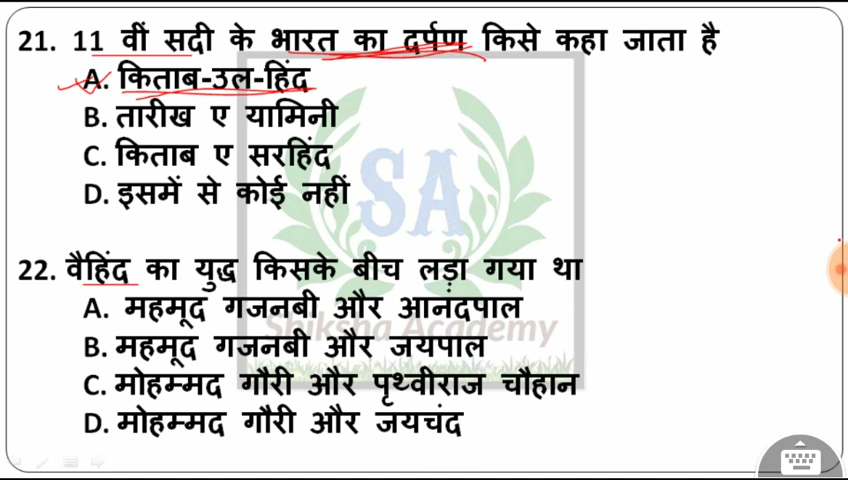 21. 11 वीं सदी के भारत का दर्पण किसे कहा जाता है
A. किताब-उल-हिंद
B. तारीख ए यामिनी
C. किताब ए सरहिंद
D. इसमें से कोई नहीं
SA
22. वैहिंद का युद्ध किसके बीच लड़ा गया था
A. महमूद गजनबी और आनंदपाल
Shiksha Academy
B. महमूद गजनबी और जयपाल
C. मोहम्मद गौरी और पृथ्वीराज चौहान
D. मोहम्मद गौरी और जयचंद